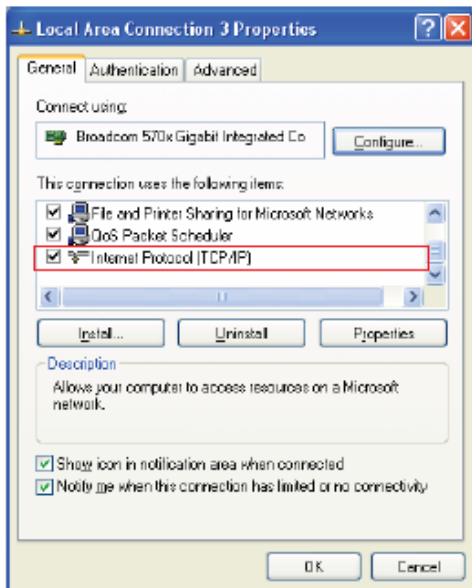 Local Area Connection 3 Properties
General Authentication Advanced
Connect using:
Broadcom 570x Gigabit Integrated Co
Configure...
This connection uses the following items:
File and Printer Sharing for Microsoft Networks
QoS Packet Scheduler
Internet Protocol (TCP/IP)
Install... Uninstall Properties
Description
Allows your computer to access resources on a Microsoft
network.
Show icon in notification area when connected
Notify me when this connection has limited or no connectivity
OK Cancel